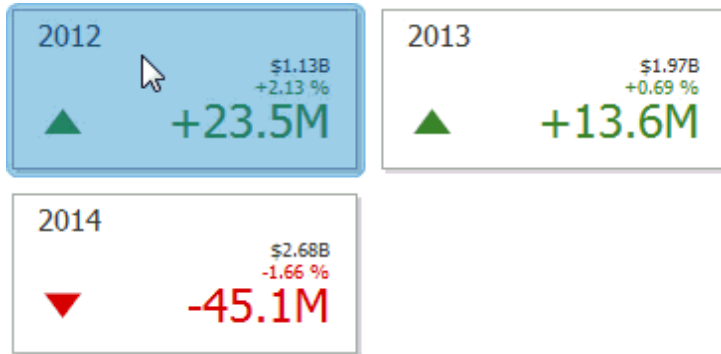 2012
$1.13B
+2.13 %
+23.5M
2013
$1.97B
+0.69 %
+13.6M
2014
$2.68B
-1.66 %
-45.1M